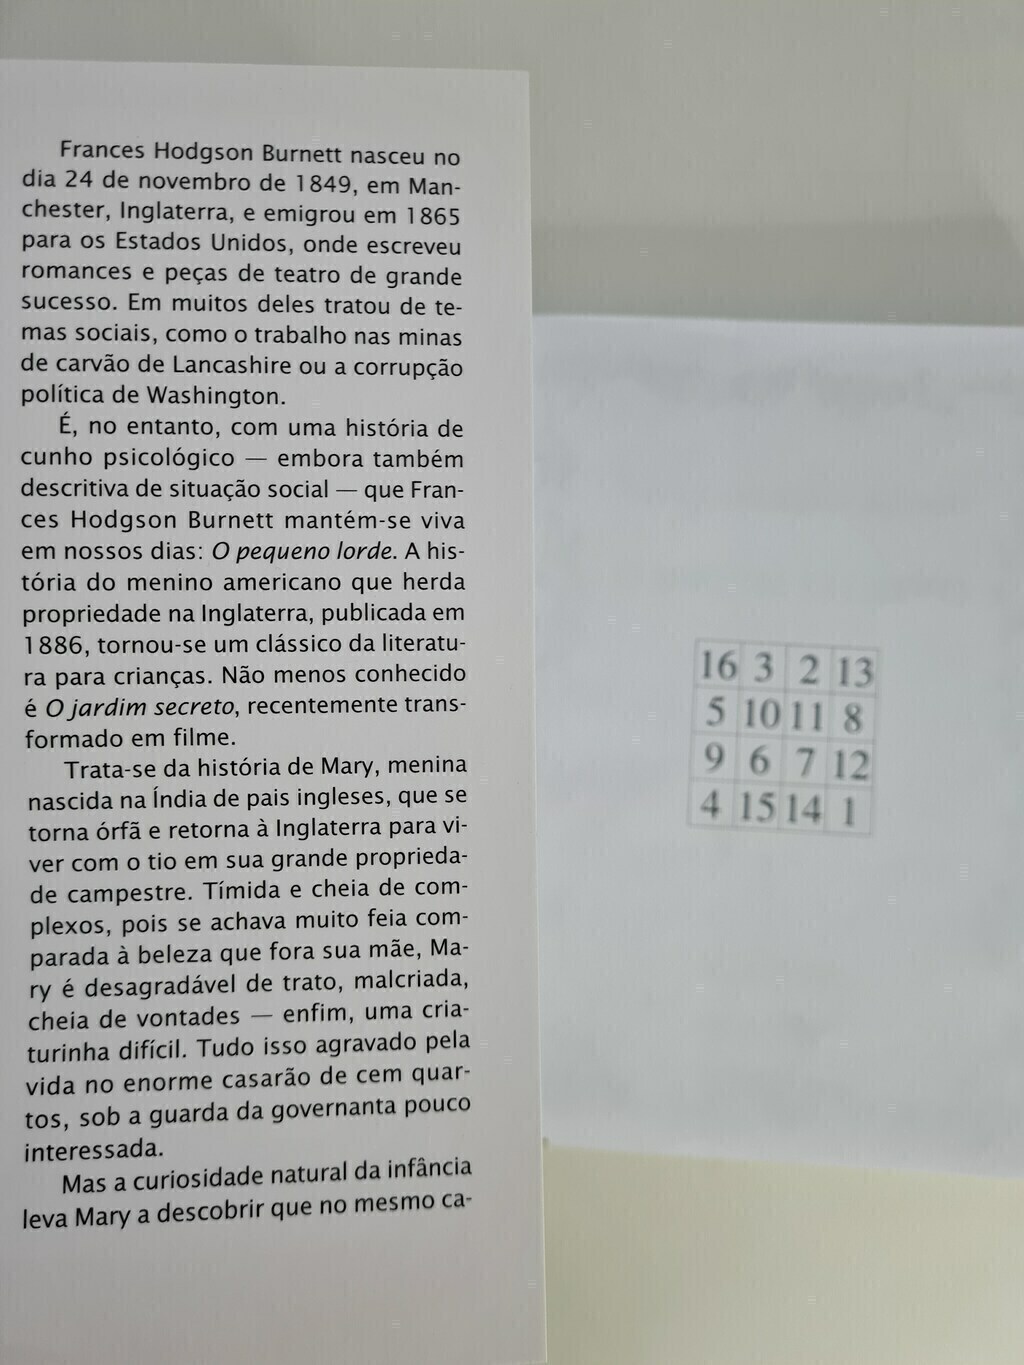 Frances Hodgson Burnett nasceu no
dia 24 de novembro de 1849, em Man-
chester, Inglaterra, e emigrou em 1865
para os Estados Unidos, onde escreveu
romances e peças de teatro de grande
sucesso. Em muitos deles tratou de te-
mas sociais, como o trabalho nas minas
de carvão de Lancashire ou a corrupção
política de Washington.
É, no entanto, com uma história de
cunho psicológico — embora também
descritiva de situação social — que Fran-
ces Hodgson Burnett mantém-se viva
em nossos dias: O pequeno lorde. A his-
tória do menino americano que herda
propriedade na Inglaterra, publicada em
1886, tornou-se um clássico da literatu-
ra para crianças. Não menos conhecido
é O jardim secreto, recentemente trans-
formado em filme.
Trata-se da história de Mary, menina
nascida na Índia de pais ingleses, que se
torna órfã e retorna à Inglaterra para vi-
ver com o tio em sua grande proprieda-
de campestre. Tímida e cheia de com-
plexos, pois se achava muito feia com-
parada à beleza que fora sua mãe, Ma-
ry é desagradável de trato, malcriada,
cheia de vontades — enfim, uma cria-
turinha difícil. Tudo isso agravado pela
vida no enorme casarão de cem quar-
tos, sob a guarda da governanta pouco
interessada.
Mas a curiosidade natural da infância
leva Mary a descobrir que no mesmo ca-
16 3 2 13
5 10 11 8
9 6 7 12
4 15 14 1